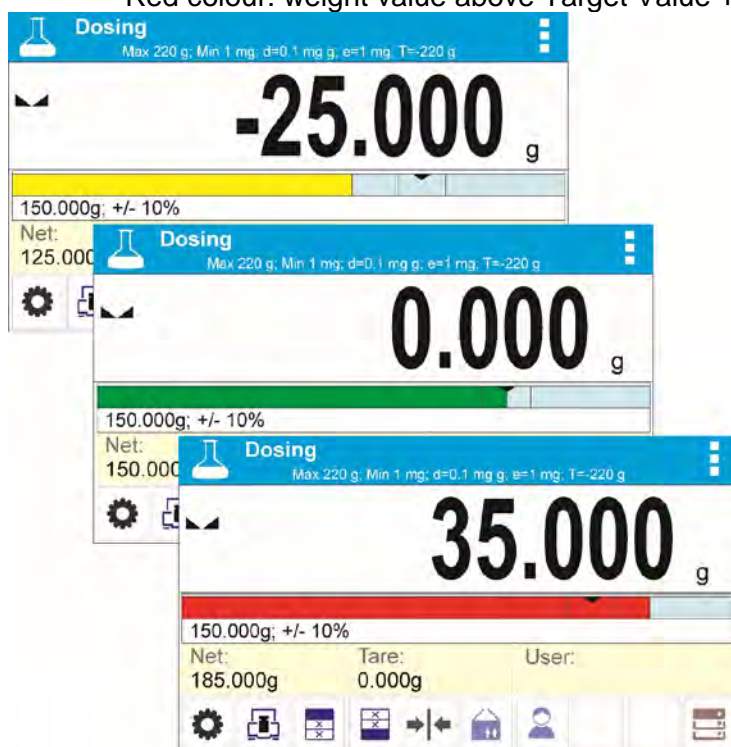 Red colour: weight value above Target Value
Dosing
Max 220 g; Min 1 mg; d=0.1 mg g; e=1 mg; T=-220 g
-25.000 g
150.000g; +/- 10%
Net:
125.000
Dosing
Max 220 g; Min 1 mg; d=0.1 mg g; e=1 mg; T=-220 g
0.000 g
150.000g; +/- 10%
Net:
150.000
Dosing
Max 220 g; Min 1 mg; d=0.1 mg g; e=1 mg; T=-220 g
35.000 g
150.000g; +/- 10%
Net: Tare: User:
185.000g 0.000g